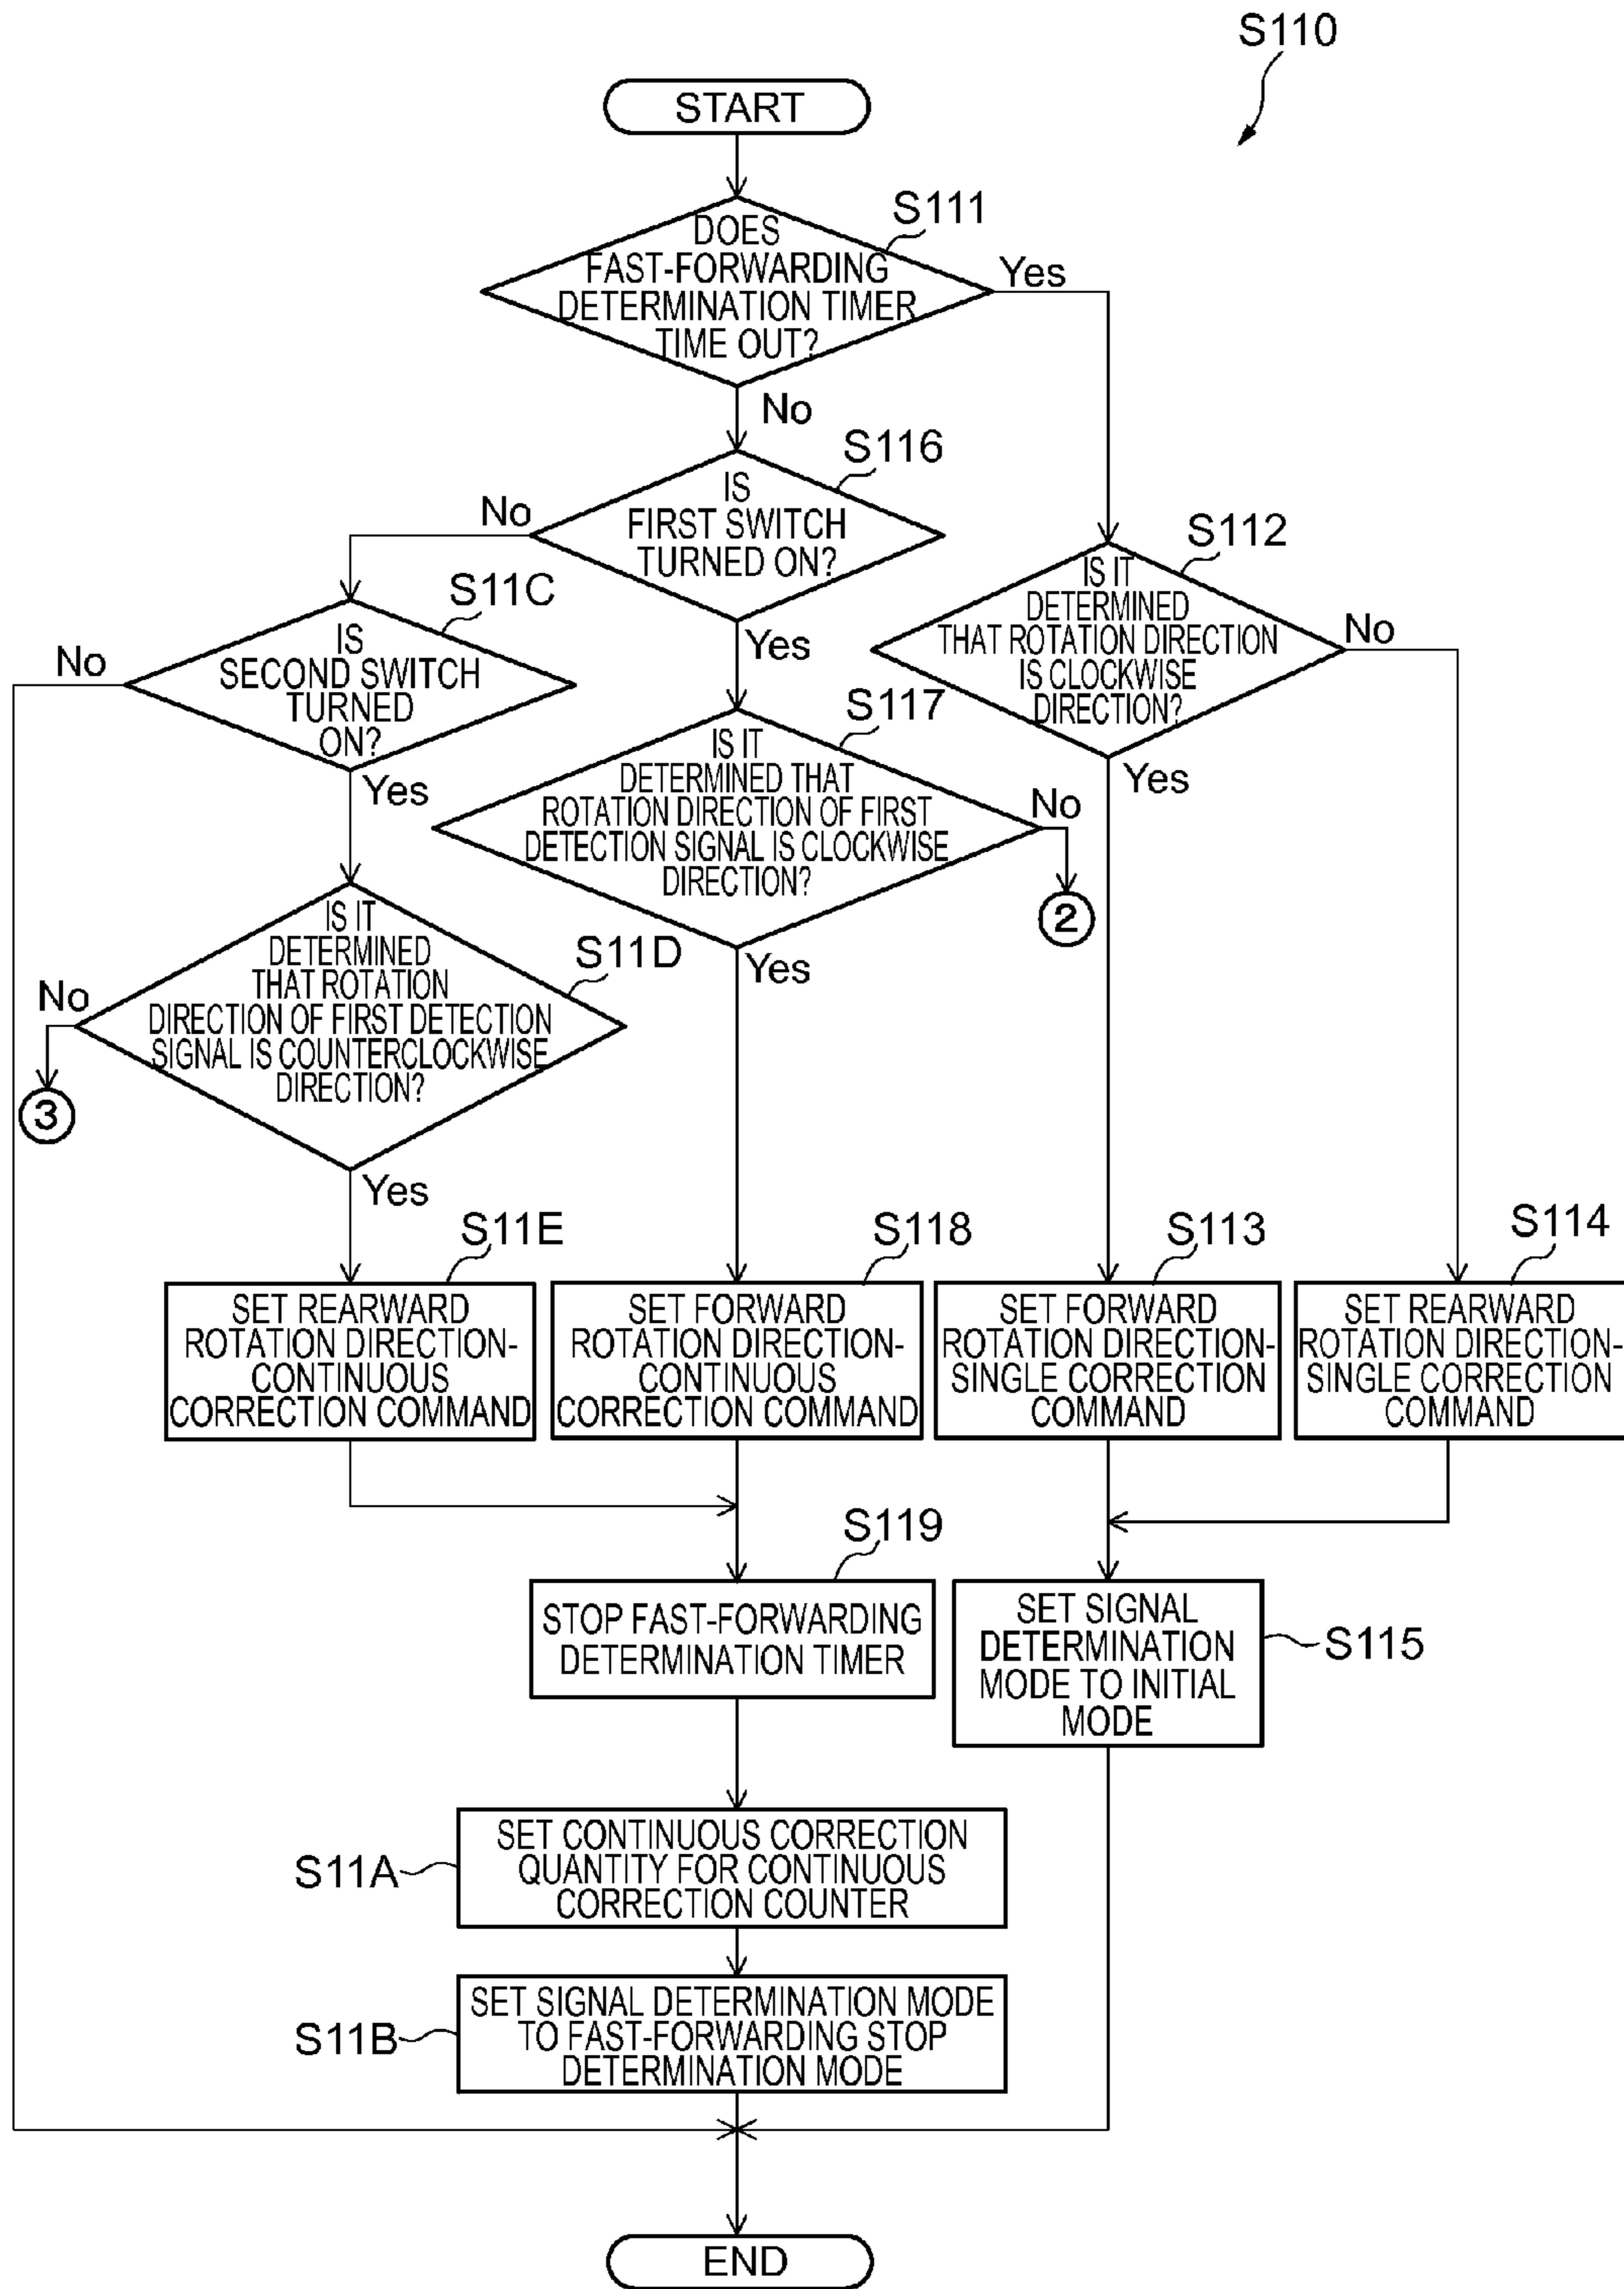 S110
START
S111
DOES
FAST-FORWARDING
DETERMINATION TIMER
TIME OUT?
Yes
No
S116
IS
FIRST SWITCH
TURNED ON?
No
Yes
S112
IS IT
DETERMINED
THAT ROTATION DIRECTION
IS CLOCKWISE
DIRECTION?
No
Yes
S11C
IS
SECOND SWITCH
TURNED
ON?
No
Yes
S117
IS IT
DETERMINED THAT
ROTATION DIRECTION OF FIRST
DETECTION SIGNAL IS CLOCKWISE
DIRECTION?
No
2
Yes
S11D
IS IT
DETERMINED
THAT ROTATION
DIRECTION OF FIRST DETECTION
SIGNAL IS COUNTERCLOCKWISE
DIRECTION?
No
3
Yes
S11E
SET REARWARD
ROTATION DIRECTION-
CONTINUOUS
CORRECTION COMMAND
S118
SET FORWARD
ROTATION DIRECTION-
CONTINUOUS
CORRECTION COMMAND
S113
SET FORWARD
ROTATION DIRECTION-
SINGLE CORRECTION
COMMAND
S114
SET REARWARD
ROTATION DIRECTION-
SINGLE CORRECTION
COMMAND
S119
STOP FAST-FORWARDING
DETERMINATION TIMER
SET SIGNAL
DETERMINATION
MODE TO INITIAL
MODE
S115
S11A
SET CONTINUOUS CORRECTION
QUANTITY FOR CONTINUOUS
CORRECTION COUNTER
S11B
SET SIGNAL DETERMINATION MODE
TO FAST-FORWARDING STOP
DETERMINATION MODE
END